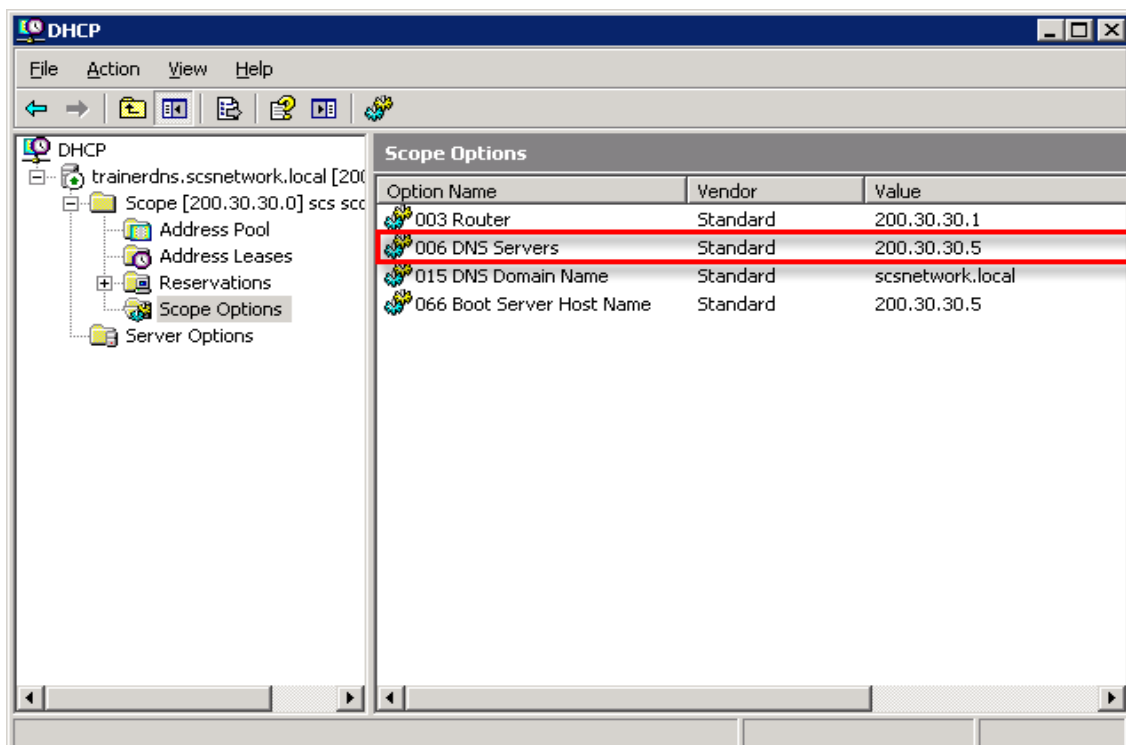 DHCP
File Action View Help
DHCP
trainerdns.scsnetwork.local [200
Scope [200.30.30.0] scs sco
Address Pool
Address Leases
Reservations
Scope Options
Server Options
Scope Options
Option Name Vendor Value
003 Router Standard 200.30.30.1
006 DNS Servers Standard 200.30.30.5
015 DNS Domain Name Standard scsnetwork.local
066 Boot Server Host Name Standard 200.30.30.5